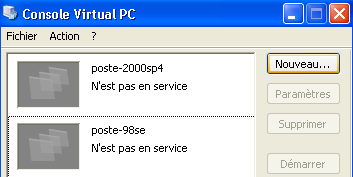 Console Virtual PC
Fichier Action ?
poste-2000sp4
N'est pas en service
Nouveau...
Paramètres
poste-98se
N'est pas en service
Supprimer
Démarrer